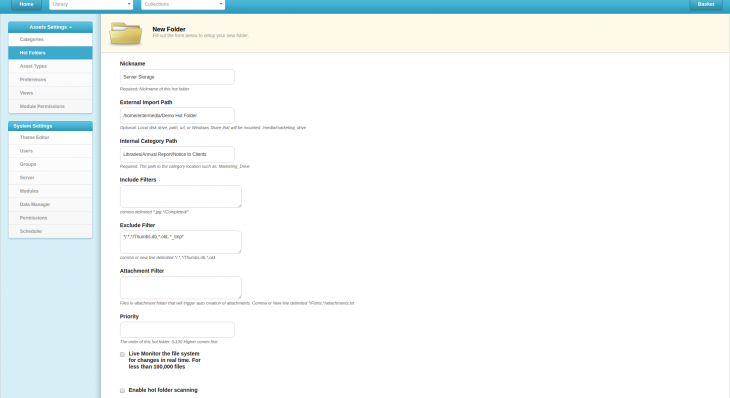 Home
Library
Collections
Basket
Assets Settings
Categories
Hot Folders
Asset Types
Preferences
Views
Module Permissions
System Settings
Theme Editor
Users
Groups
Server
Modules
Data Manager
Permissions
Scheduler
New Folder
Fill out the form below to setup your new folder.
Nickname
Server Storage
Required: Nickname of this hot folder
External Import Path
/home/entermedia/Demo Hot Folder
Optional: Local disk drive, path, url, or Windows Share that will be mounted: /media/marketing_drive
Internal Category Path
Libraries/Annual Report/Notice to Clients
Required: The path to the category location such as: Marketing_Drive
Include Filters
comma delimited *.jpg,*/Completed/*
Exclude Filter
*/.*,*/Thumbs.db,*.old, *_tmp*
comma or new line delimited */.*,*/Thumbs.db,*.old
Attachment Filter
Files in attachment folder that will trigger auto creation of attachments. Comma or New line delimited */Fonts,*/attachments.txt
Priority
The order of this hot folder. 0-100 Higher comes first
Live Monitor the file system
for changes in real time. For
less than 100,000 files
Enable hot folder scanning